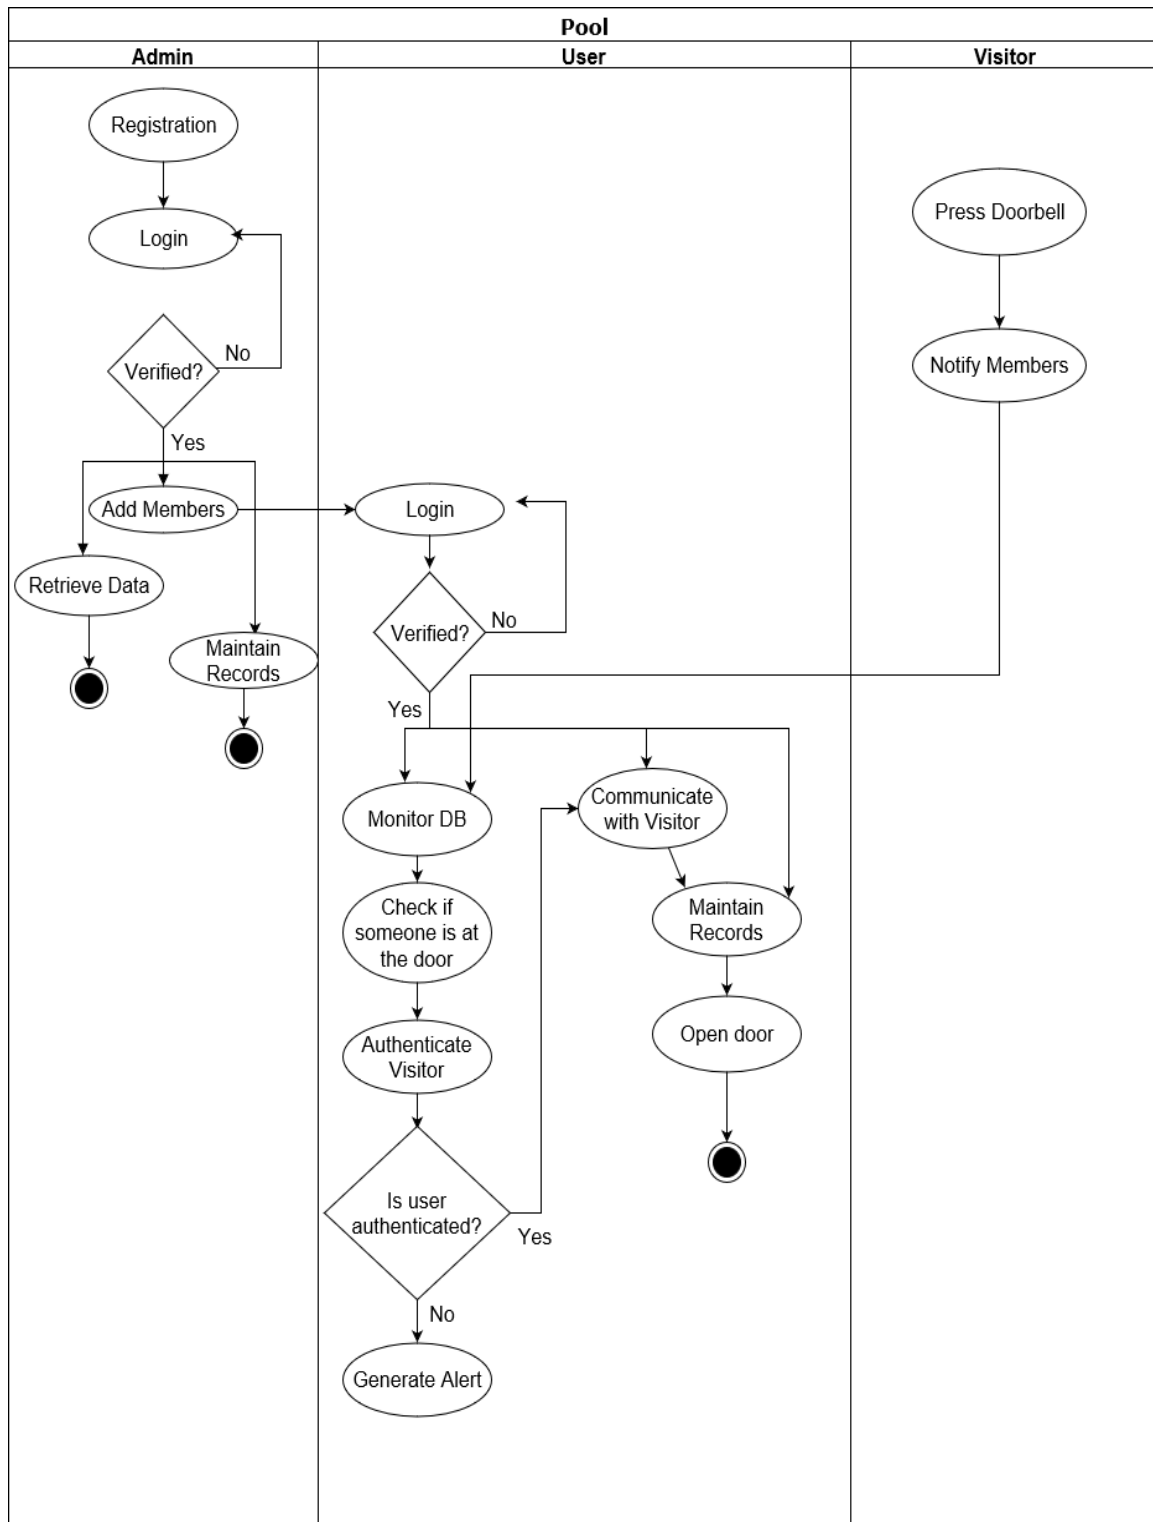 Pool
Admin
User
Visitor
Registration
Login
Verified?
No
Yes
Add Members
Retrieve Data
Maintain
Records
Login
Verified?
No
Yes
Monitor DB
Check if
someone is at
the door
Authenticate
Visitor
Is user
authenticated?
Yes
No
Generate Alert
Communicate
with Visitor
Maintain
Records
Open door
Press Doorbell
Notify Members